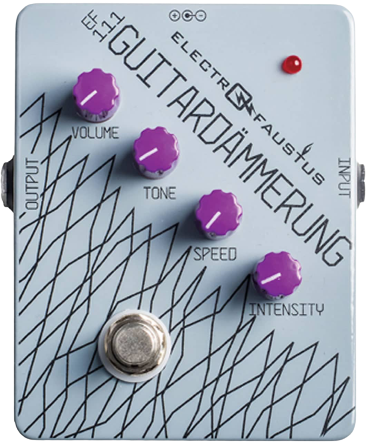 EF 111
GUITARDÄMMERUNG
ELECTRO FAUSTUS
VOLUME
TONE
SPEED
INTENSITY
OUTPUT
INPUT